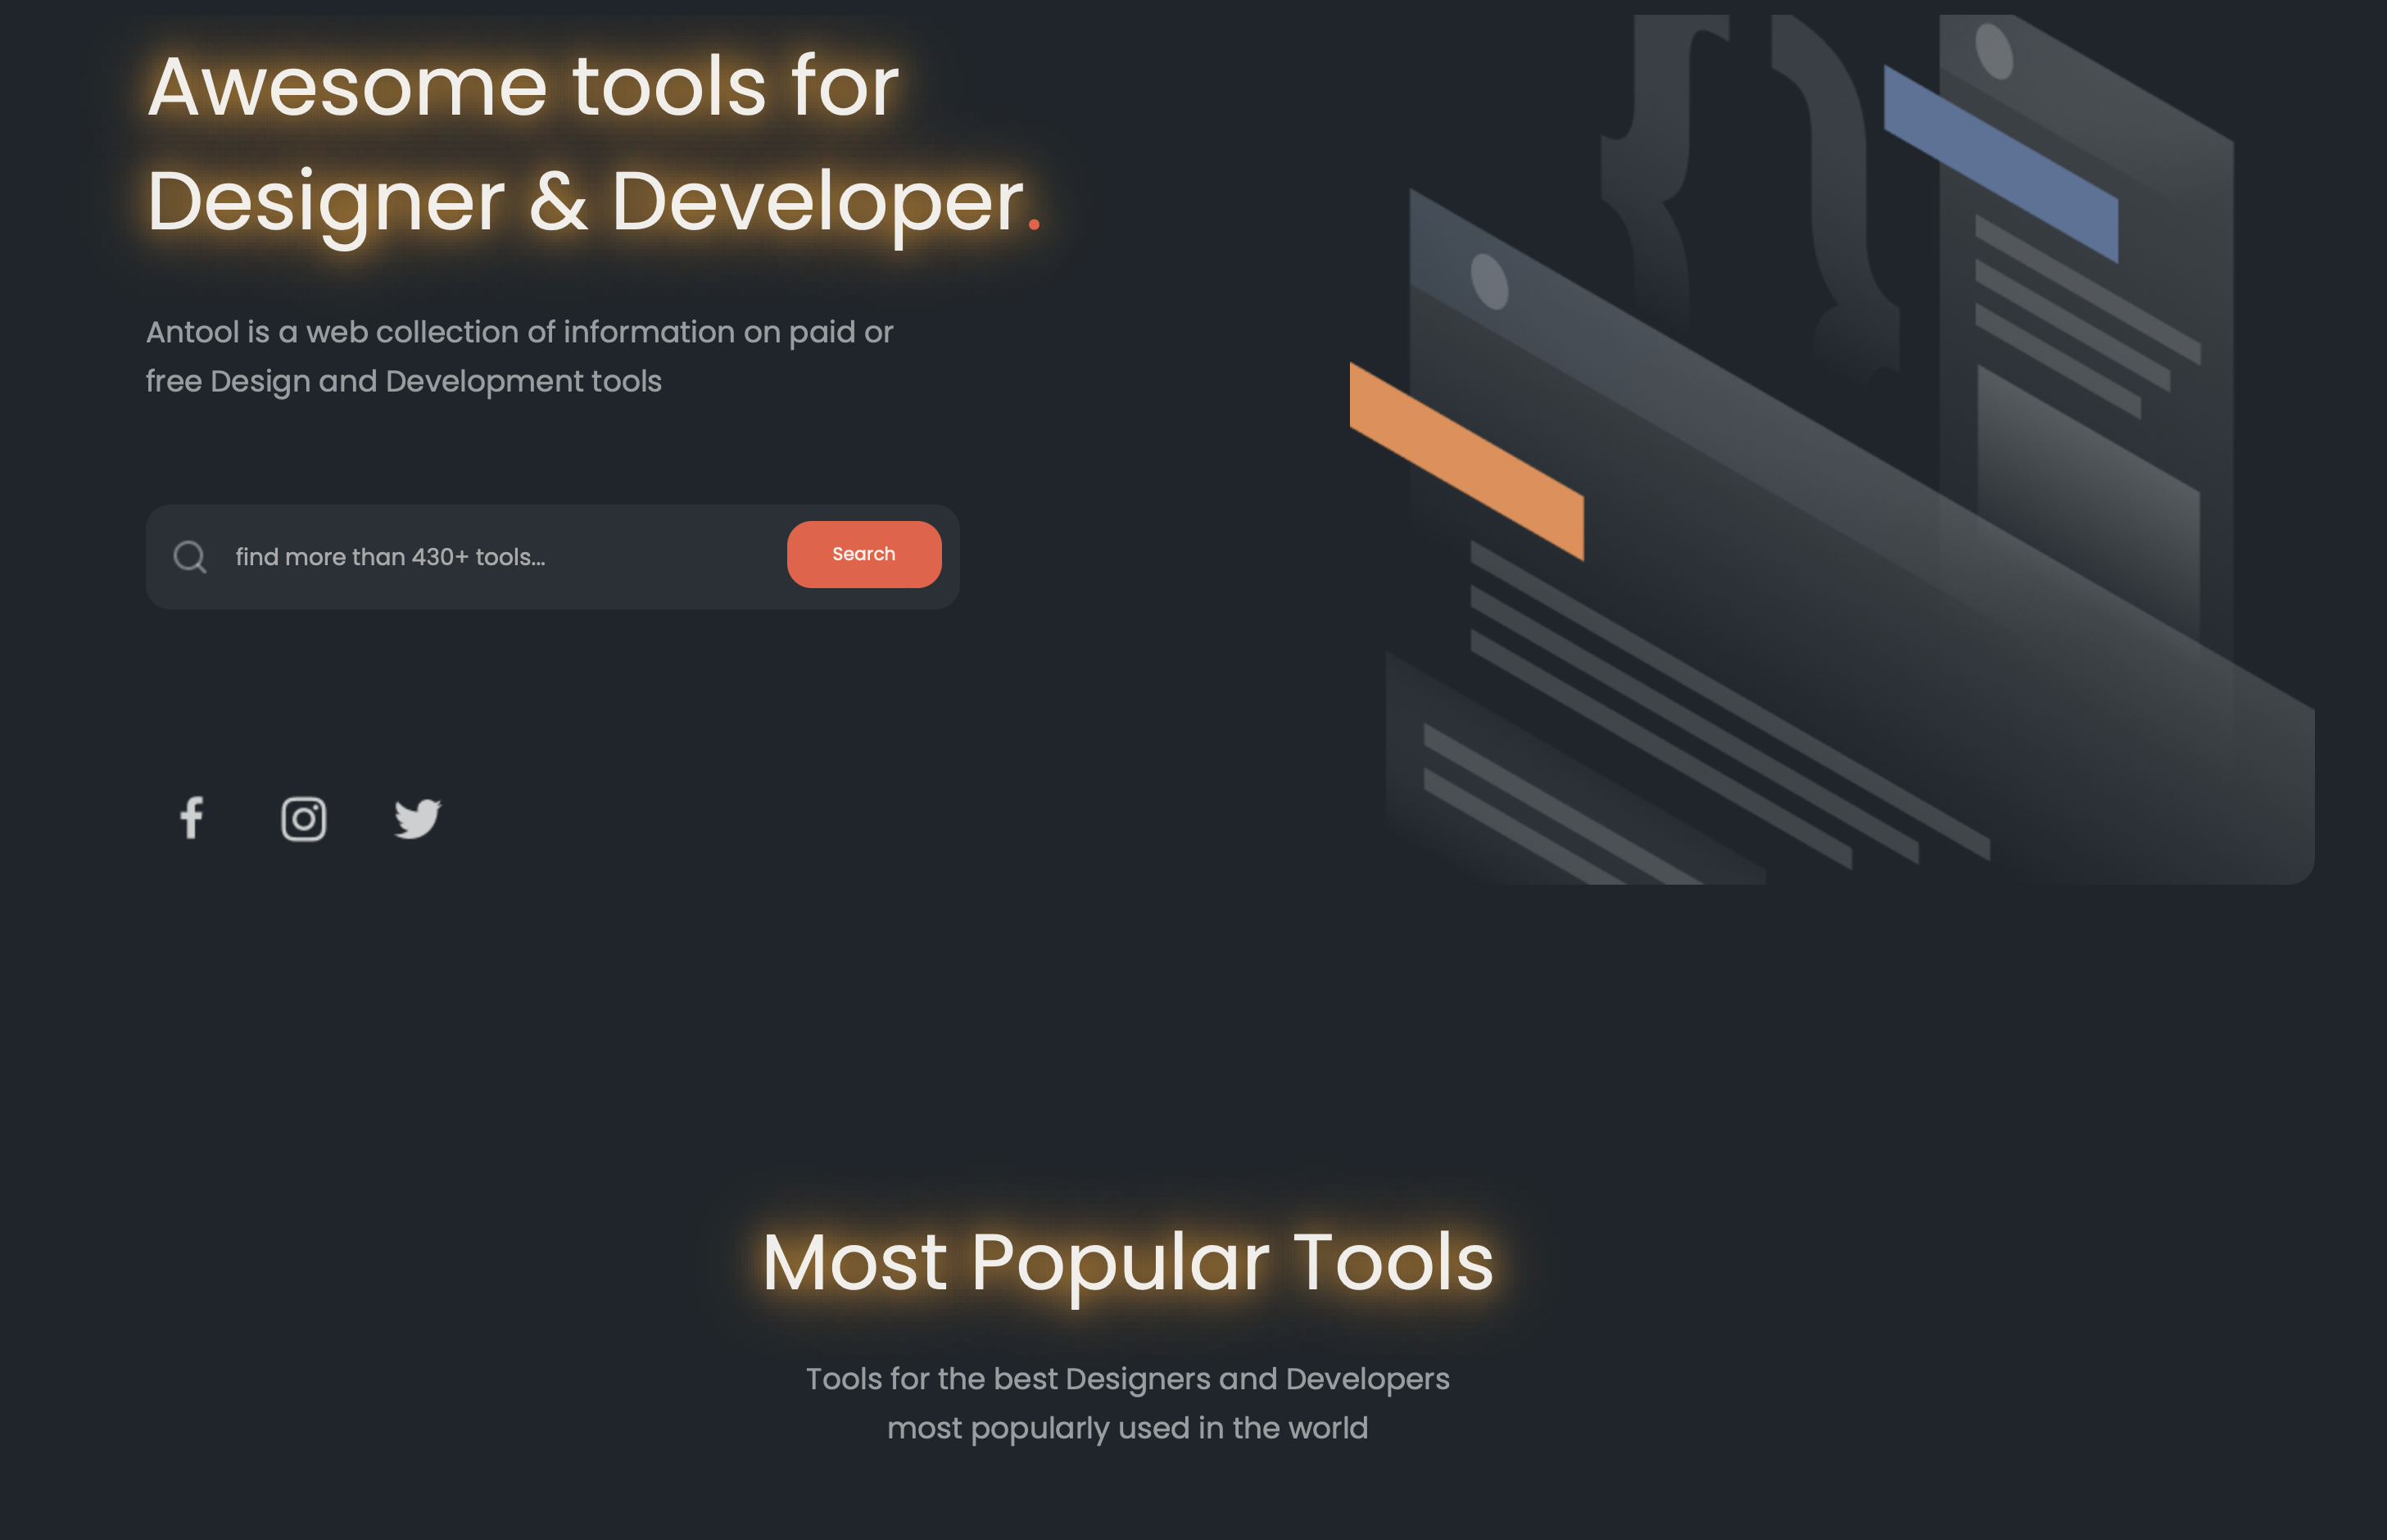 Awesome tools for
Designer & Developer.
Antool is a web collection of information on paid or
free Design and Development tools
find more than 430+ tools...
Search
Most Popular Tools
Tools for the best Designers and Developers
most popularly used in the world